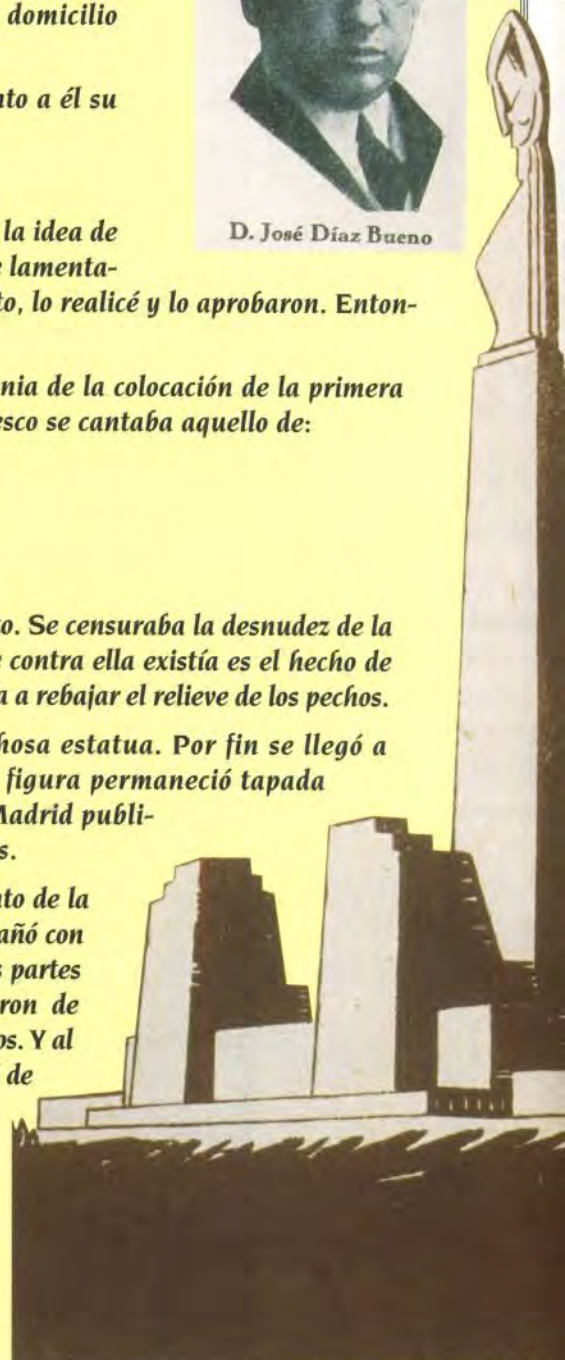 domicilio
nto a él su
D. José Díaz Bueno
la idea de
lamenta-
to, lo realicé y lo aprobaron. Enton-
nia de la colocación de la primera
esco se cantaba aquello de:
o. Se censuraba la desnudez de la
contra ella existía es el hecho de
a a rebajar el relieve de los pechos.
hosa estatua. Por fin se llegó a
figura permaneció tapada
Madrid publi-
s.
nto de la
añó con
s partes
ron de
os. Y al
de